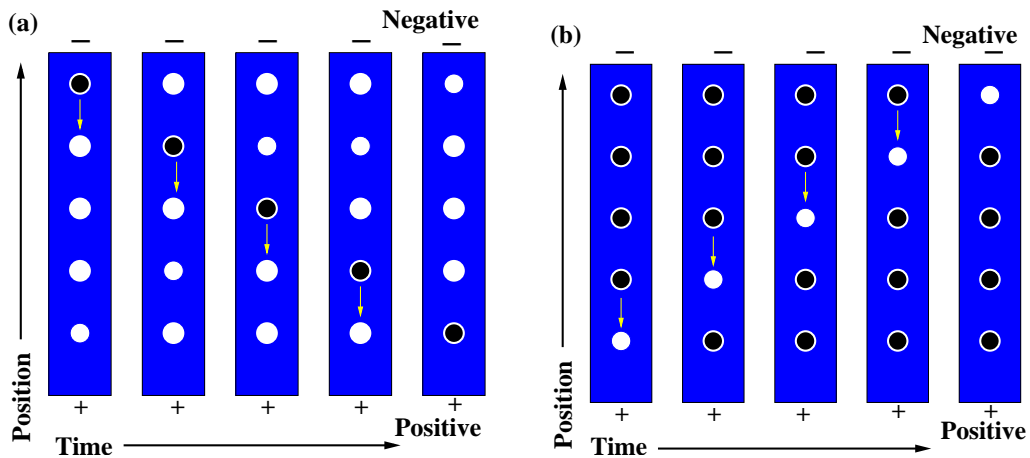 (a)
Negative
− − − − −
Position
+ + + + +
Positive
Time
(b)
Negative
− − − − −
Position
+ + + + +
Positive
Time